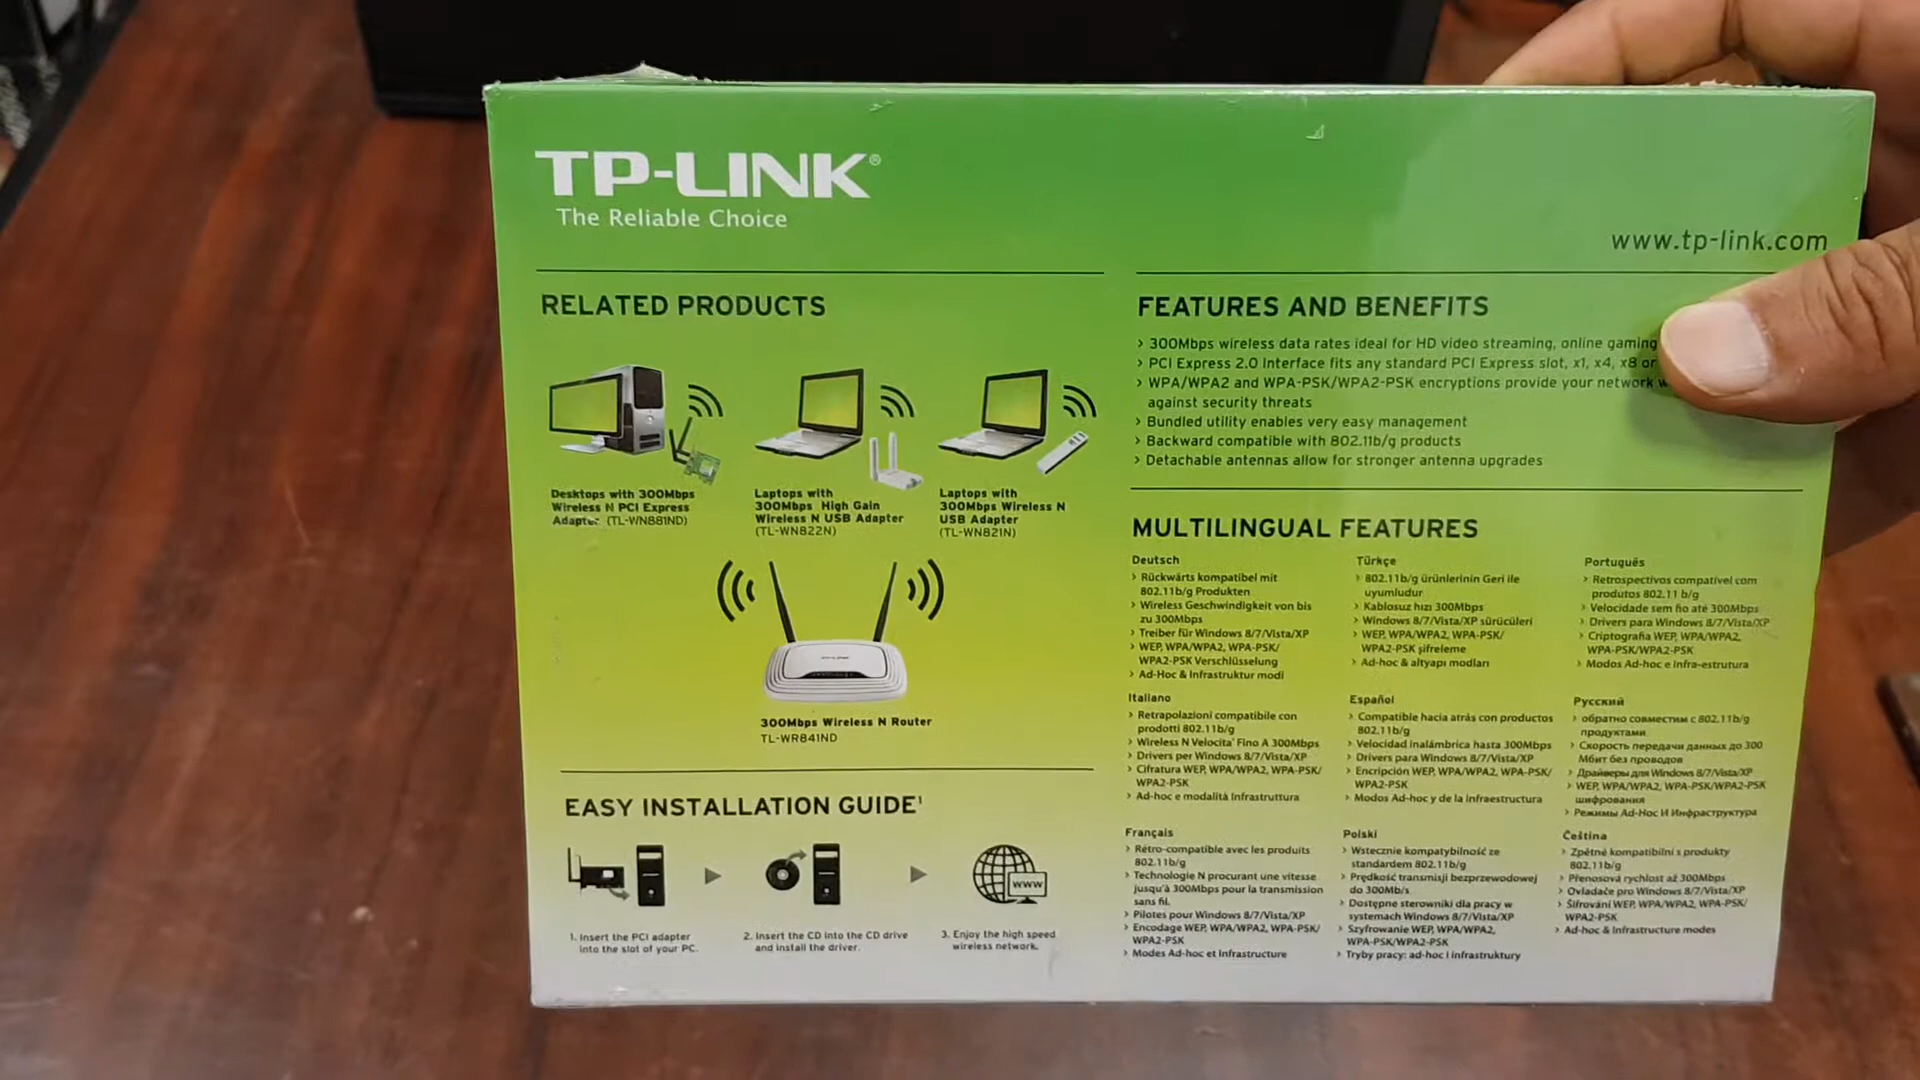 TP-LINK®
The Reliable Choice
www.tp-link.com
RELATED PRODUCTS
Desktops with 300Mbps
Wireless N PCI Express
Adapter (TL-WN881ND)
Laptops with
300Mbps High Gain
Wireless N USB Adapter
(TL-WN822N)
Laptops with
300Mbps Wireless N
USB Adapter
(TL-WN821N)
300Mbps Wireless N Router
TL-WR841ND
EASY INSTALLATION GUIDE¹
www
1. Insert the PCI adapter
into the slot of your PC.
2. Insert the CD into the CD drive
and install the driver.
3. Enjoy the high speed
wireless network.
FEATURES AND BENEFITS
› 300Mbps wireless data rates ideal for HD video streaming, online gaming
› PCI Express 2.0 Interface fits any standard PCI Express slot, x1, x4, x8 or
› WPA/WPA2 and WPA-PSK/WPA2-PSK encryptions provide your network
against security threats
› Bundled utility enables very easy management
› Backward compatible with 802.11b/g products
› Detachable antennas allow for stronger antenna upgrades
MULTILINGUAL FEATURES
Deutsch
› Rückwärts kompatibel mit
802.11b/g Produkten
› Wireless Geschwindigkeit von bis
zu 300Mbps
› Treiber für Windows 8/7/Vista/XP
› WEP, WPA/WPA2, WPA-PSK/
WPA2-PSK Verschlüsselung
› Ad-Hoc & Infrastruktur modi
Türkçe
› 802.11b/g ürünlerinin Geri ile
uyumludur
› Kablosuz hızı 300Mbps
› Windows 8/7/Vista/XP sürücüleri
› WEP, WPA/WPA2, WPA-PSK/
WPA2-PSK şifreleme
› Ad-hoc & altyapı modları
Português
› Retrospectivos compatível com
produtos 802.11 b/g
› Velocidade sem fio até 300Mbps
› Drivers para Windows 8/7/Vista/XP
› Criptografia WEP, WPA/WPA2,
WPA-PSK/WPA2-PSK
› Modos Ad-hoc e Infra-estrutura
Italiano
› Retrapolazioni compatibile con
prodotti 802.11b/g
› Wireless N Velocita' Fino A 300Mbps
› Drivers per Windows 8/7/Vista/XP
› Cifratura WEP, WPA/WPA2, WPA-PSK/
WPA2-PSK
› Ad-hoc e modalità Infrastruttura
Español
› Compatible hacia atrás con productos
802.11b/g
› Velocidad inalámbrica hasta 300Mbps
› Drivers para Windows 8/7/Vista/XP
› Encripción WEP, WPA/WPA2, WPA-PSK/
WPA2-PSK
› Modos Ad-hoc y de la infraestructura
Русский
› обратно совместим с 802.11b/g
продуктами
› Скорость передачи данных до 300
Мбит без проводов
› Драйверы для Windows 8/7/Vista/XP
› WEP, WPA/WPA2, WPA-PSK/WPA2-PSK
шифрования
› Режимы Ad-Hoc И Инфраструктура
Français
› Rétro-compatible avec les produits
802.11b/g
› Technologie N procurant une vitesse
jusqu'à 300Mbps pour la transmission
sans fil.
› Pilotes pour Windows 8/7/Vista/XP
› Encodage WEP, WPA/WPA2, WPA-PSK/
WPA2-PSK
› Modes Ad-hoc et Infrastructure
Polski
› Wstecznie kompatybilność ze
standardem 802.11b/g
› Prędkość transmisji bezprzewodowej
do 300Mb/s
› Dostępne sterowniki dla pracy w
systemach Windows 8/7/Vista/XP
› Szyfrowanie WEP, WPA/WPA2,
WPA-PSK/WPA2-PSK
› Tryby pracy: ad-hoc i infrastruktury
Čeština
› Zpětné kompatibilní s produkty
802.11b/g
› Přenosová rychlost až 300Mbps
› Ovladače pro Windows 8/7/Vista/XP
› Šifrování WEP, WPA/WPA2, WPA-PSK/
WPA2-PSK
› Ad-hoc & Infrastructure modes